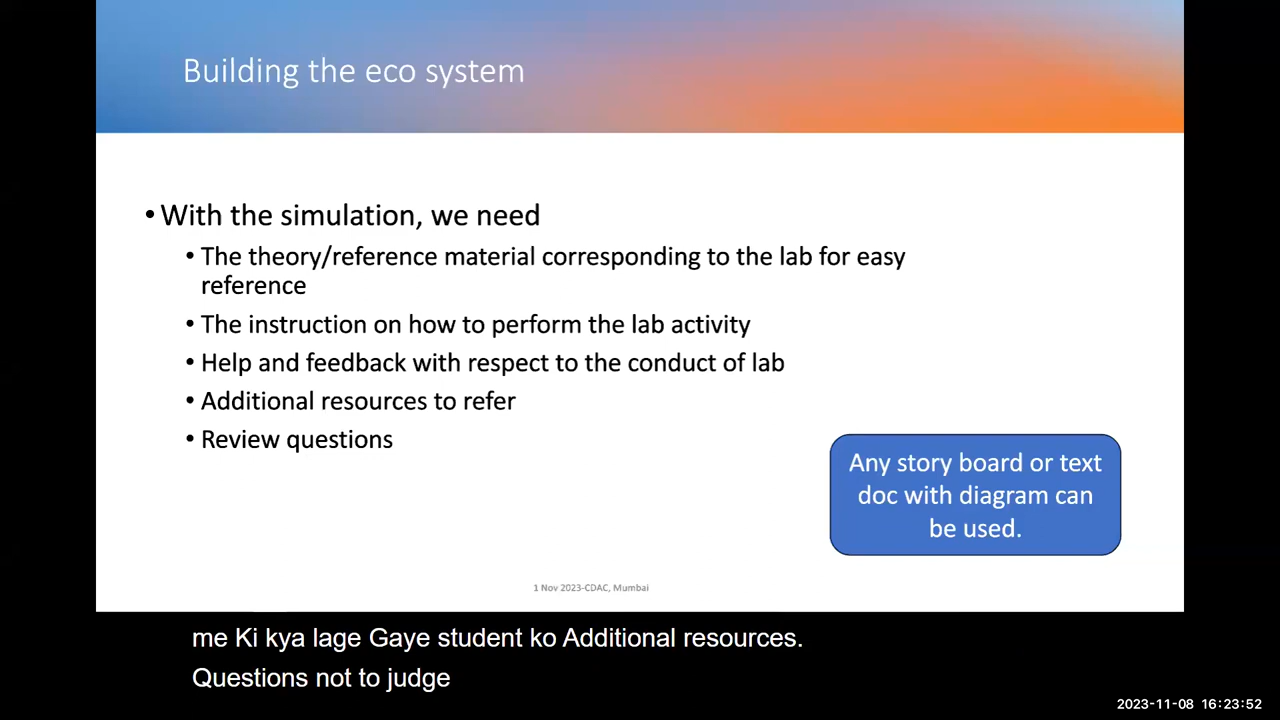 Building the eco system
• With the simulation, we need
• The theory/reference material corresponding to the lab for easy
reference
• The instruction on how to perform the lab activity
• Help and feedback with respect to the conduct of lab
• Additional resources to refer
• Review questions
Any story board or text
doc with diagram can
be used.
1 Nov 2023-CDAC, Mumbai
me Ki kya lage Gaye student ko Additional resources.
Questions not to judge
2023-11-08 16:23:52